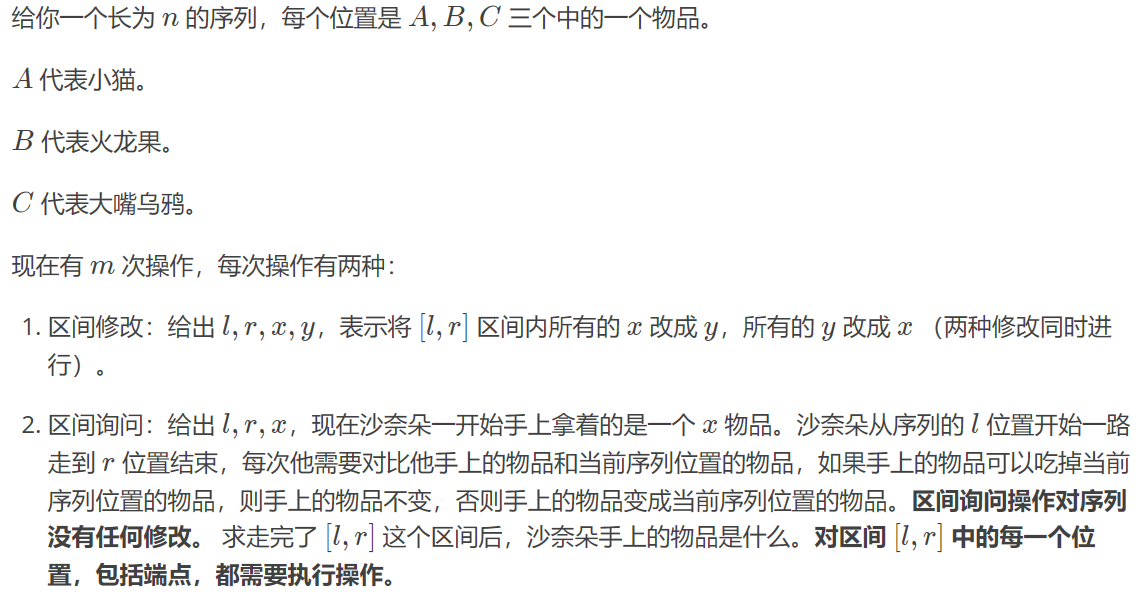 给你一个长为 n 的序列，每个位置是 A, B, C 三个中的一个物品。
A 代表小猫。
B 代表火龙果。
C 代表大嘴乌鸦。
现在有 m 次操作，每次操作有两种：
1. 区间修改：给出 l, r, x, y，表示将 [l, r] 区间内所有的 x 改成 y，所有的 y 改成 x （两种修改同时进
行）。
2. 区间询问：给出 l, r, x，现在沙奈朵一开始手上拿着的是一个 x 物品。沙奈朵从序列的 l 位置开始一路
走到 r 位置结束，每次他需要对比他手上的物品和当前序列位置的物品，如果手上的物品可以吃掉当前
序列位置的物品，则手上的物品不变，否则手上的物品变成当前序列位置的物品。区间询问操作对序列
没有任何修改。 求走完了 [l, r] 这个区间后，沙奈朵手上的物品是什么。对区间 [l, r] 中的每一个位
置，包括端点，都需要执行操作。